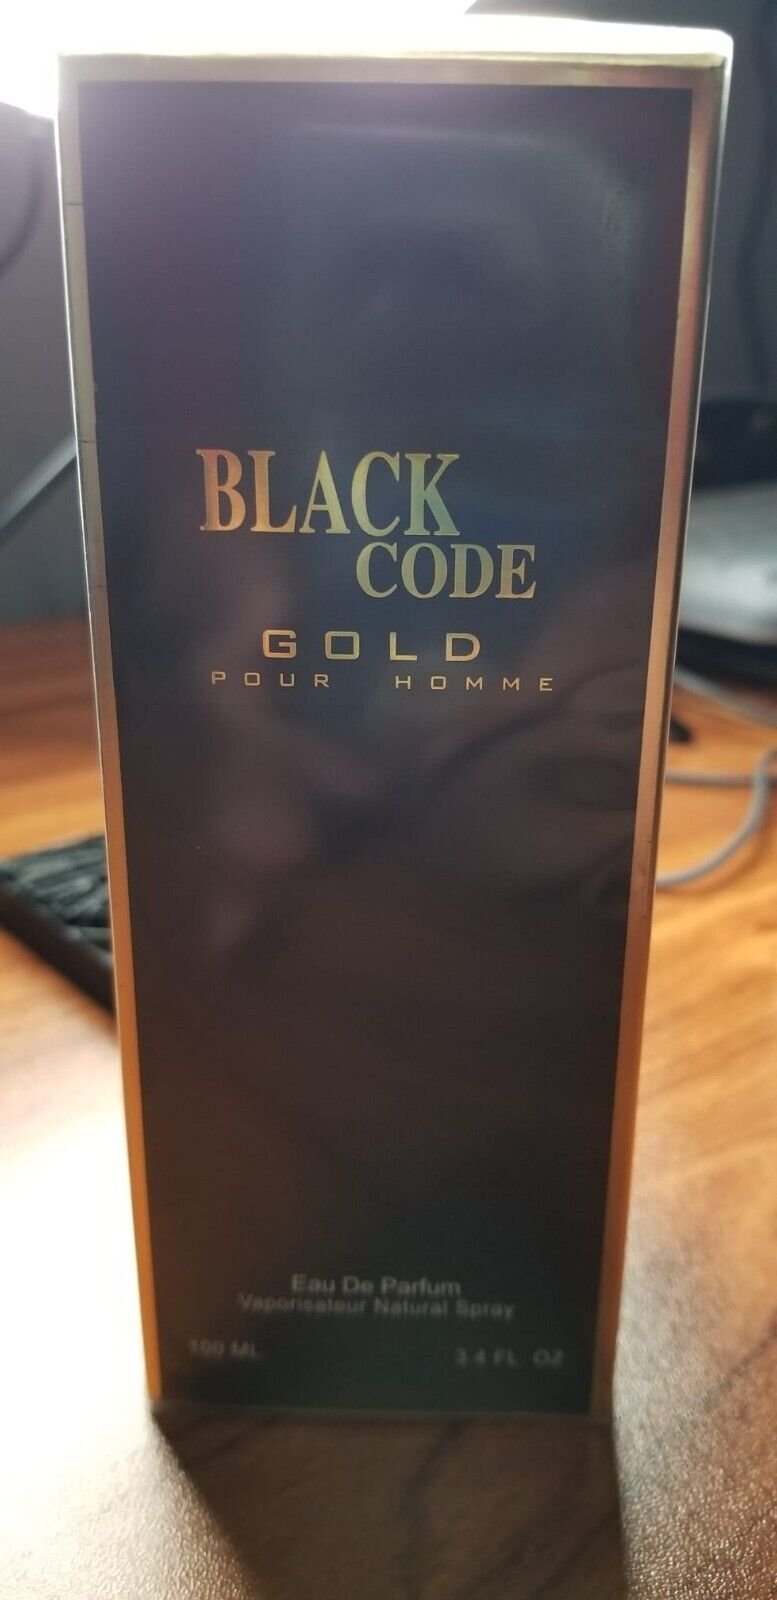 BLACK
CODE
GOLD
POUR HOMME
Eau De Parfum
Vaporisateur Natural Spray
100 ML
3.4 FL. OZ